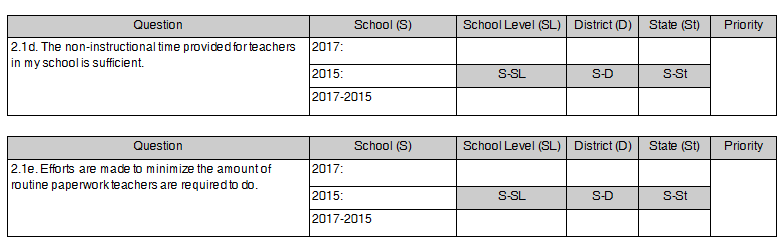 Question School (S) School Level (SL) District (D) State (St) Priority
2.1d. The non-instructional time provided for teachers 2017:
in my school is sufficient.
2015: S-SL S-D S-St
2017-2015
Question School (S) School Level (SL) District (D) State (St) Priority
2.1e. Efforts are made to minimize the amount of 2017:
routine paperwork teachers are required to do.
2015: S-SL S-D S-St
2017-2015